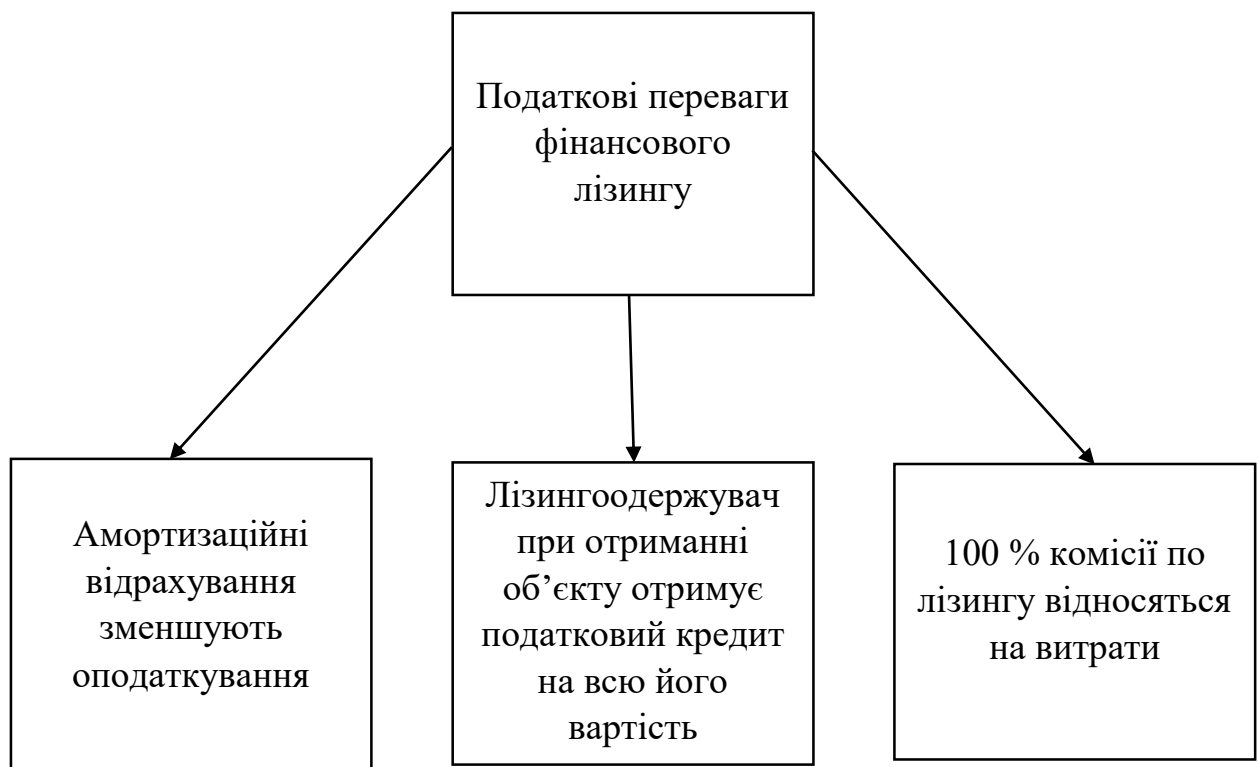 Податкові переваги
фінансового
лізингу
Амортизаційні
відрахування
зменшують
оподаткування
Лізингоодержувач
при отриманні
об’єкту отримує
податковий кредит
на всю його
вартість
100 % комісії по
лізингу відносяться
на витрати